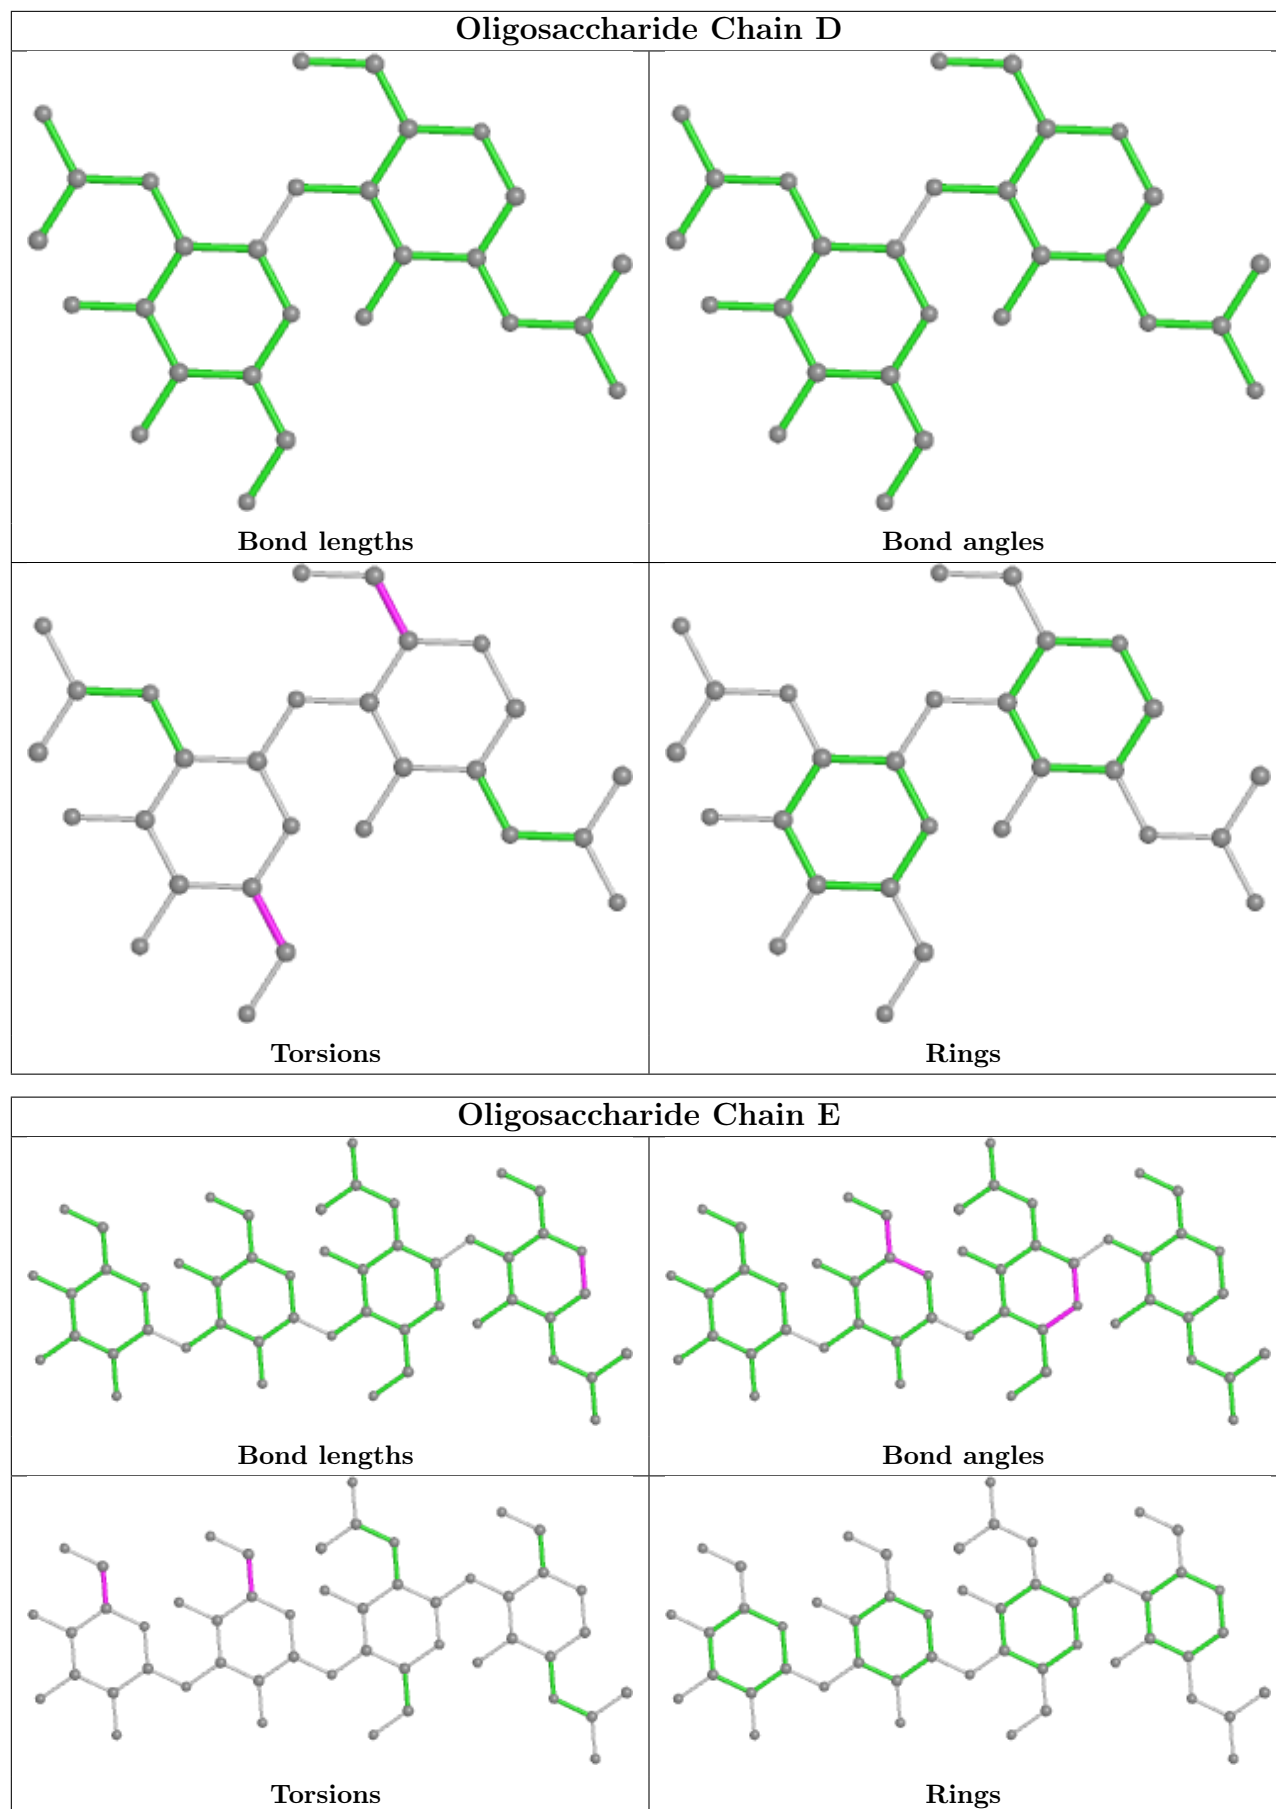 Oligosaccharide Chain D
Bond lengths
Bond angles
Torsions
Rings
Oligosaccharide Chain E
Bond lengths
Bond angles
Torsions
Rings